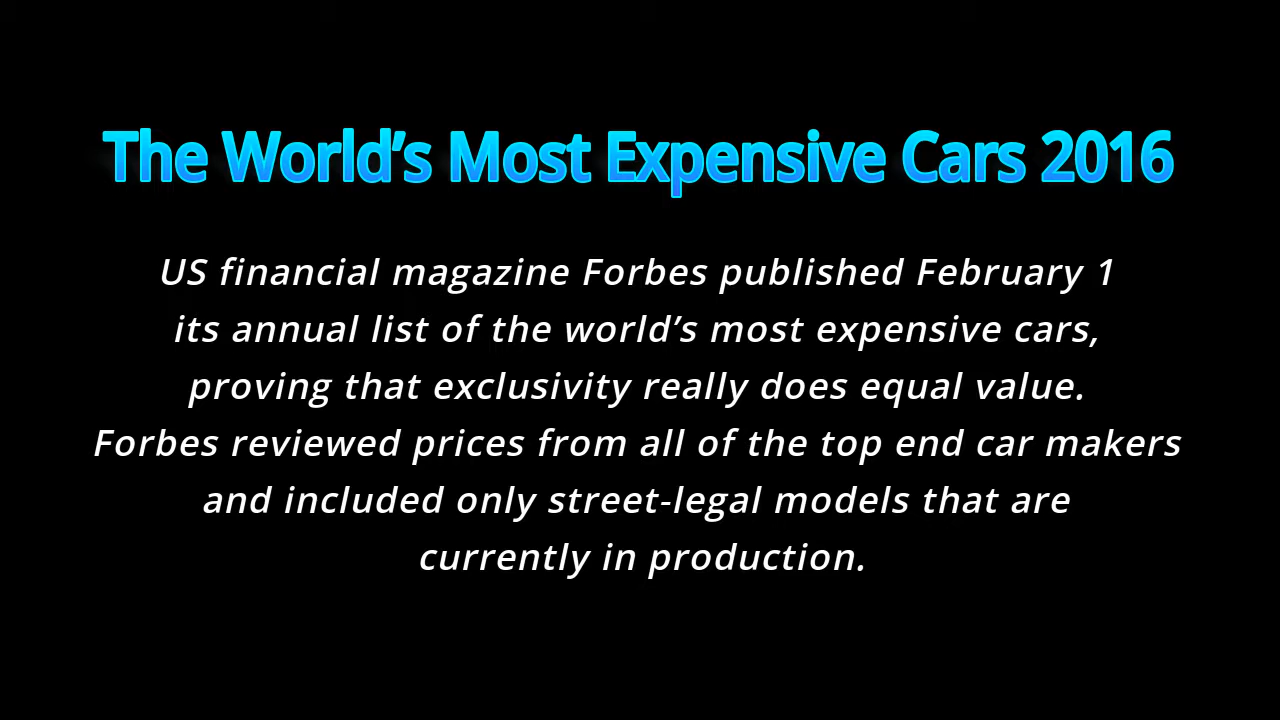 The World’s Most Expensive Cars 2016
US financial magazine Forbes published February 1
its annual list of the world’s most expensive cars,
proving that exclusivity really does equal value.
Forbes reviewed prices from all of the top end car makers
and included only street-legal models that are
currently in production.